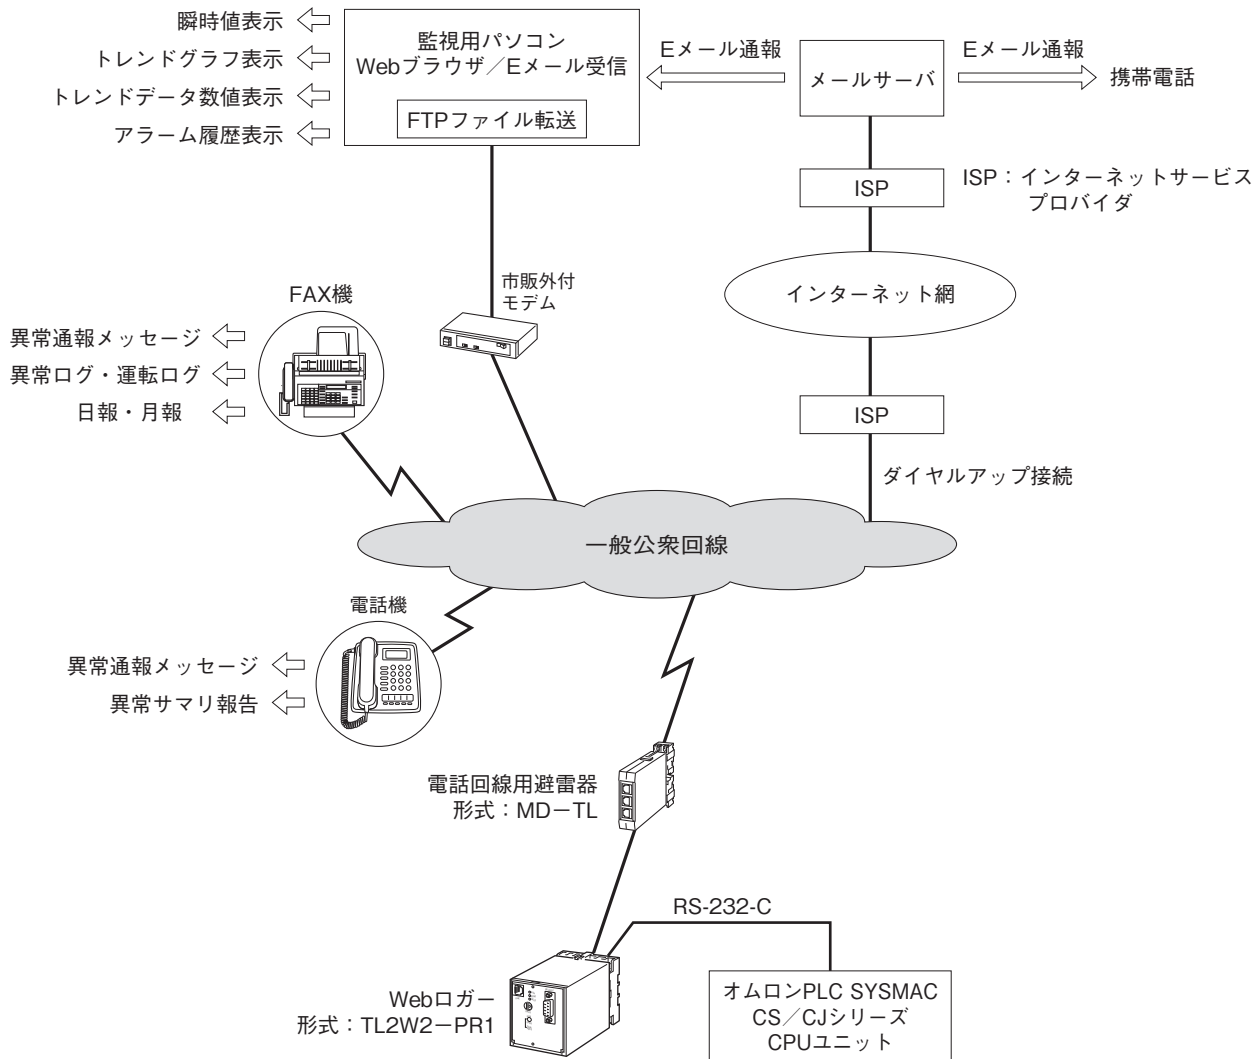 瞬時値表示
トレンドグラフ表示
トレンドデータ数値表示
アラーム履歴表示
監視用パソコン
Webブラウザ／Eメール受信
FTPファイル転送
Eメール通報
メールサーバ
Eメール通報
携帯電話
ISP
ISP：インターネットサービス
プロバイダ
インターネット網
市販外付
モデム
FAX機
異常通報メッセージ
異常ログ・運転ログ
日報・月報
ISP
ダイヤルアップ接続
一般公衆回線
電話機
異常通報メッセージ
異常サマリ報告
電話回線用避雷器
形式：MD－TL
RS-232-C
Webロガー
形式：TL2W2－PR1
オムロンPLC SYSMAC
CS／CJシリーズ
CPUユニット